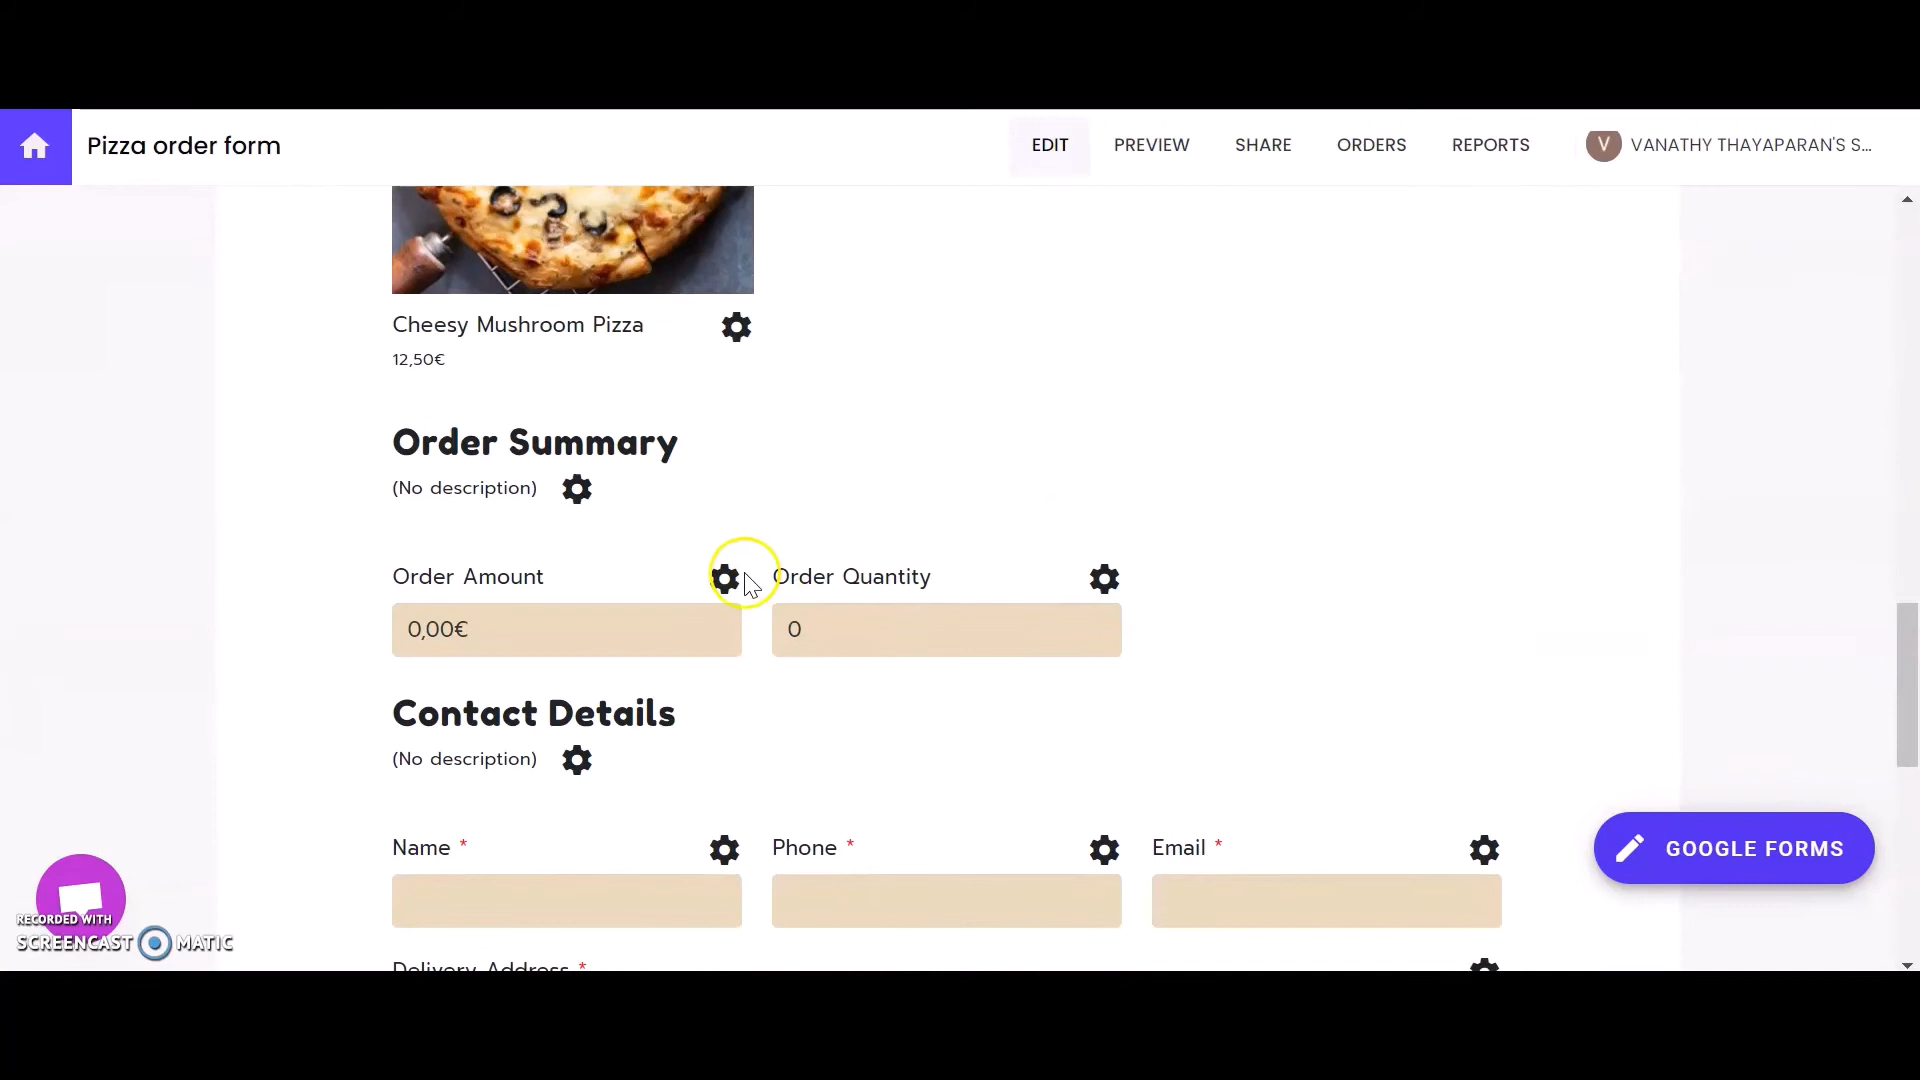 Pizza order form
EDIT
PREVIEW
SHARE
ORDERS
REPORTS
V
VANATHY THAYAPARAN'S S...
Cheesy Mushroom Pizza
12,50€
Order Summary
(No description)
Order Amount
Order Quantity
0,00€
0
Contact Details
(No description)
Name *
Phone *
Email *
GOOGLE FORMS
Delivery Address *
RECORDED WITH
SCREENCAST MATIC